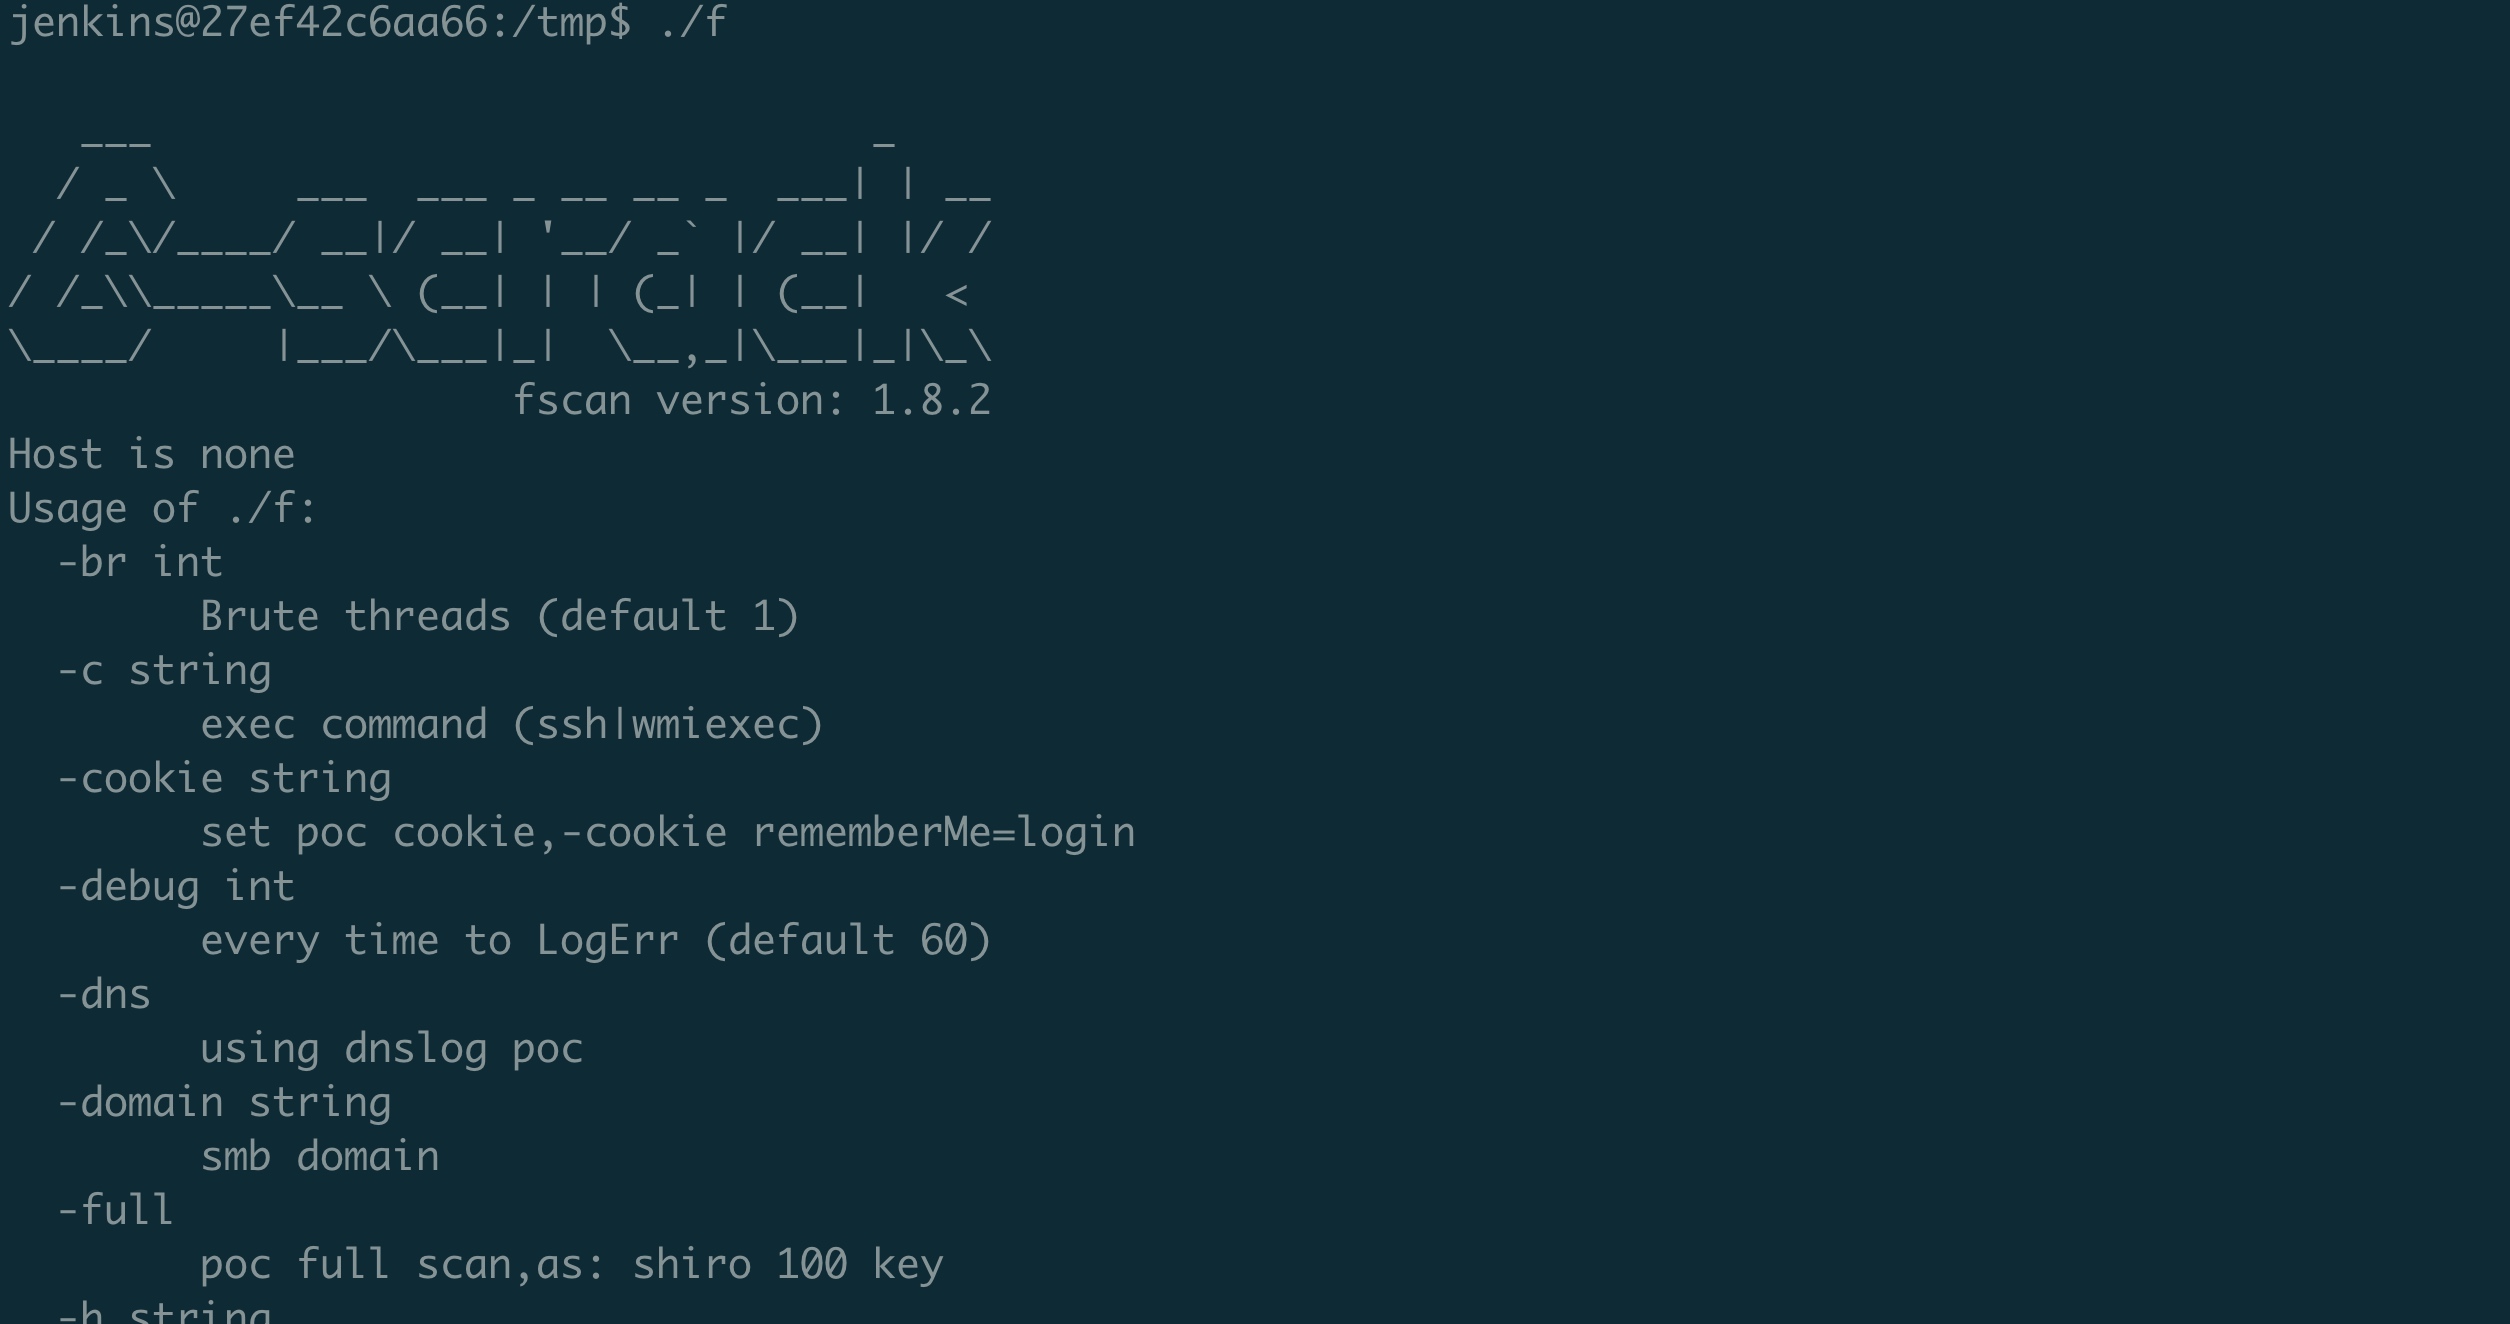 jenkins@27ef42c6aa66:/tmp$ ./f
   ___                              _
  / _ \     ___  ___ _ __ __ _  ___| | __
 / /_\/____/ __|/ __| '__/ _` |/ __| |/ /
/ /_\\_____\__ \ (__| | | (_| | (__|   <
\____/     |___/\___|_|  \__,_|\___|_|\_\
                     fscan version: 1.8.2
Host is none
Usage of ./f:
  -br int
        Brute threads (default 1)
  -c string
        exec command (ssh|wmiexec)
  -cookie string
        set poc cookie,-cookie rememberMe=login
  -debug int
        every time to LogErr (default 60)
  -dns
        using dnslog poc
  -domain string
        smb domain
  -full
        poc full scan,as: shiro 100 key
  -h string